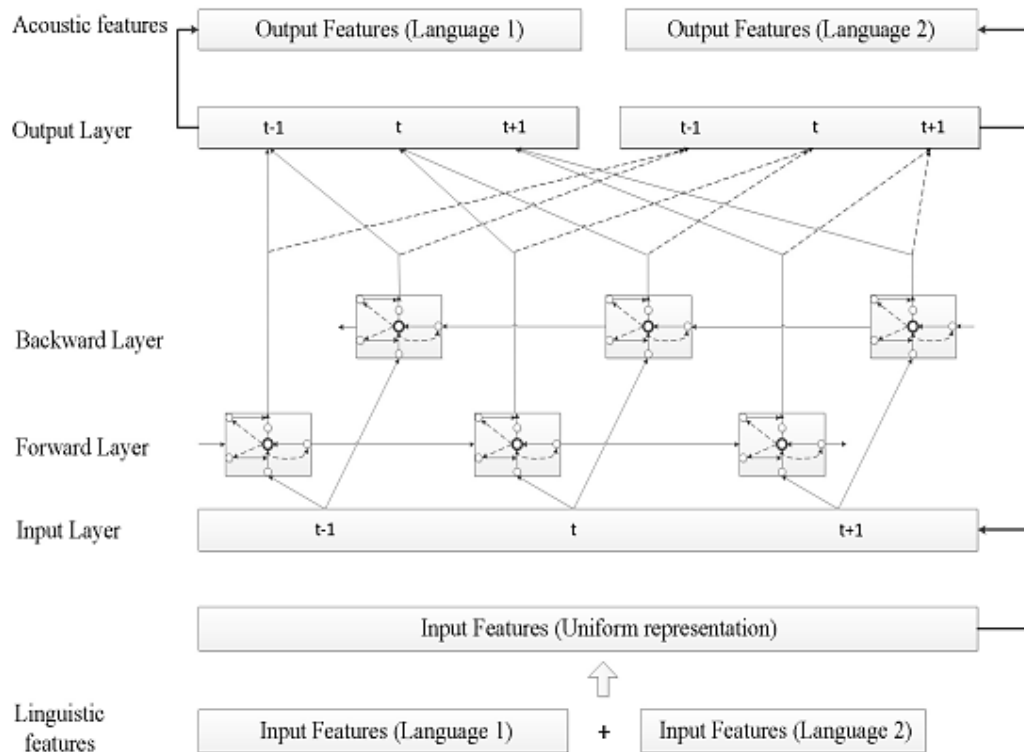 Acoustic features
Output Features (Language 1)
Output Features (Language 2)
Output Layer
t-1 t t+1
t-1 t t+1
Backward Layer
Forward Layer
Input Layer
t-1 t t+1
Input Features (Uniform representation)
Linguistic
features
Input Features (Language 1)
+
Input Features (Language 2)